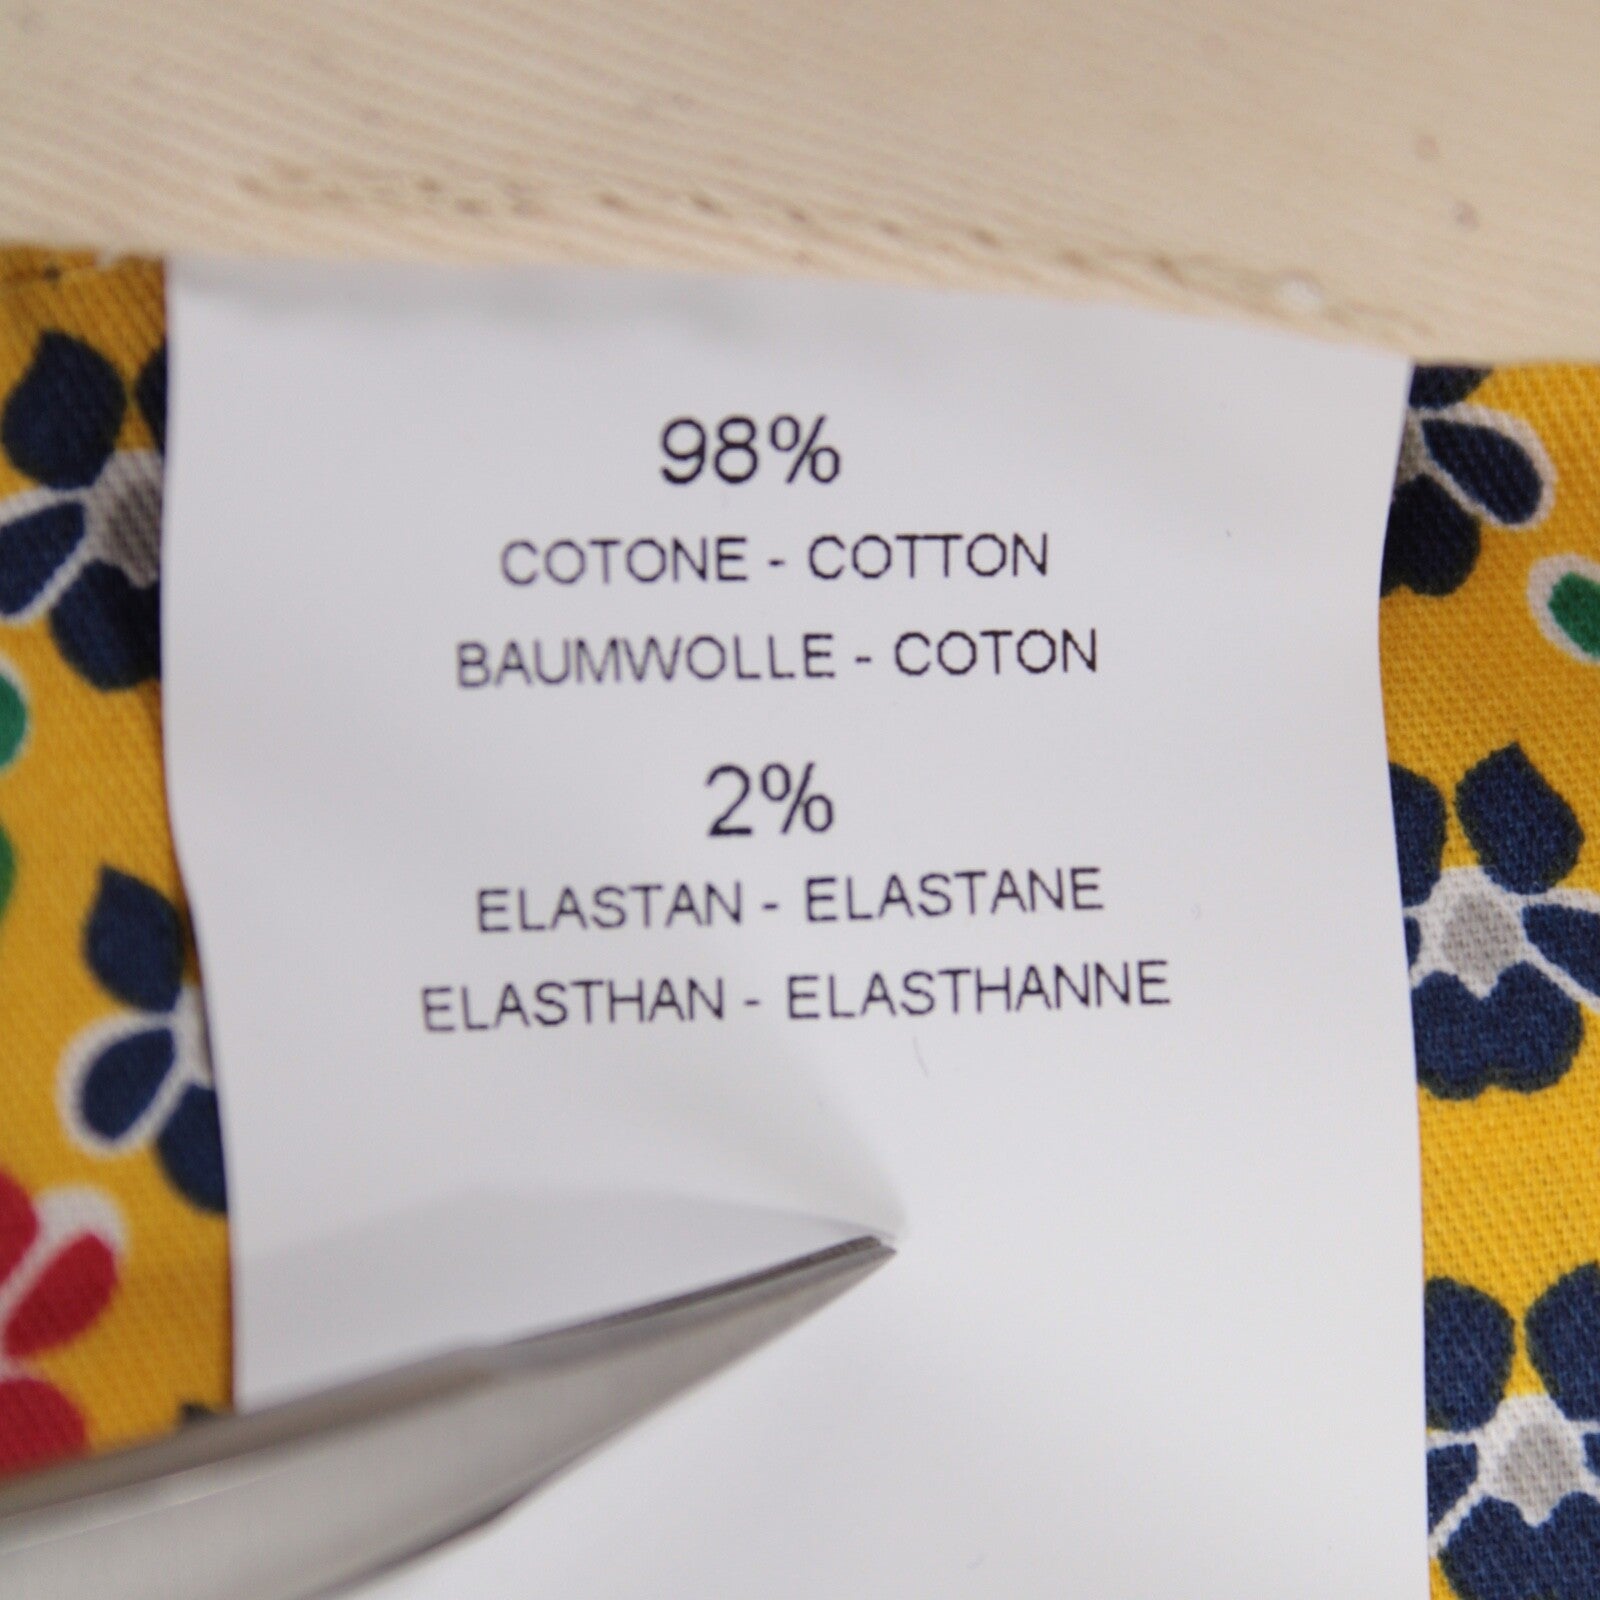 98%
COTONE - COTTON
BAUMWOLLE - COTON
2%
ELASTAN - ELASTANE
ELASTHAN - ELASTHANNE